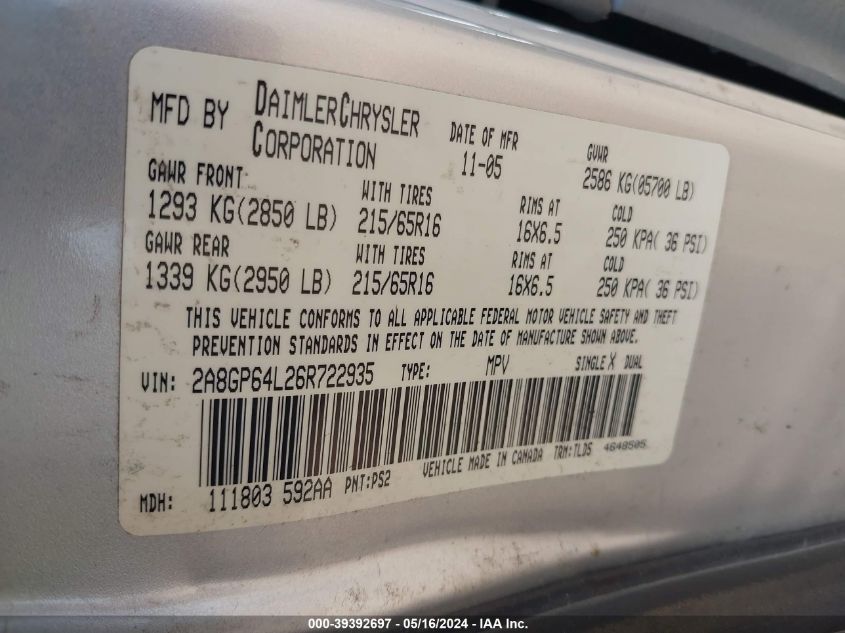 MFD BY DAIMLERCHRYSLER CORPORATION
DATE OF MFR 11-05
GVWR 2586 KG(05700 LB)
GAWR FRONT WITH TIRES RIMS AT COLD
1293 KG(2850 LB) 215/65R16 16X6.5 250 KPA( 36 PSI)
GAWR REAR WITH TIRES RIMS AT COLD
1339 KG(2950 LB) 215/65R16 16X6.5 250 KPA( 36 PSI)
THIS VEHICLE CONFORMS TO ALL APPLICABLE FEDERAL MOTOR VEHICLE SAFETY AND THEFT
PREVENTION STANDARDS IN EFFECT ON THE DATE OF MANUFACTURE SHOWN ABOVE.
VIN: 2A8GP64L26R722935 TYPE: MPV SINGLE X DUAL
MDH: 111803 592AA PNT:PS2 VEHICLE MADE IN CANADA TRM:TLD5 4648505
000-39392697 - 05/16/2024 - IAA Inc.